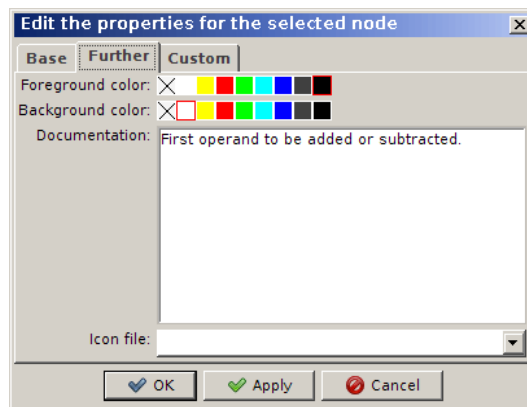 Edit the properties for the selected node
Base Further Custom
Foreground color:
Background color:
Documentation: First operand to be added or subtracted.
Icon file:
OK Apply Cancel